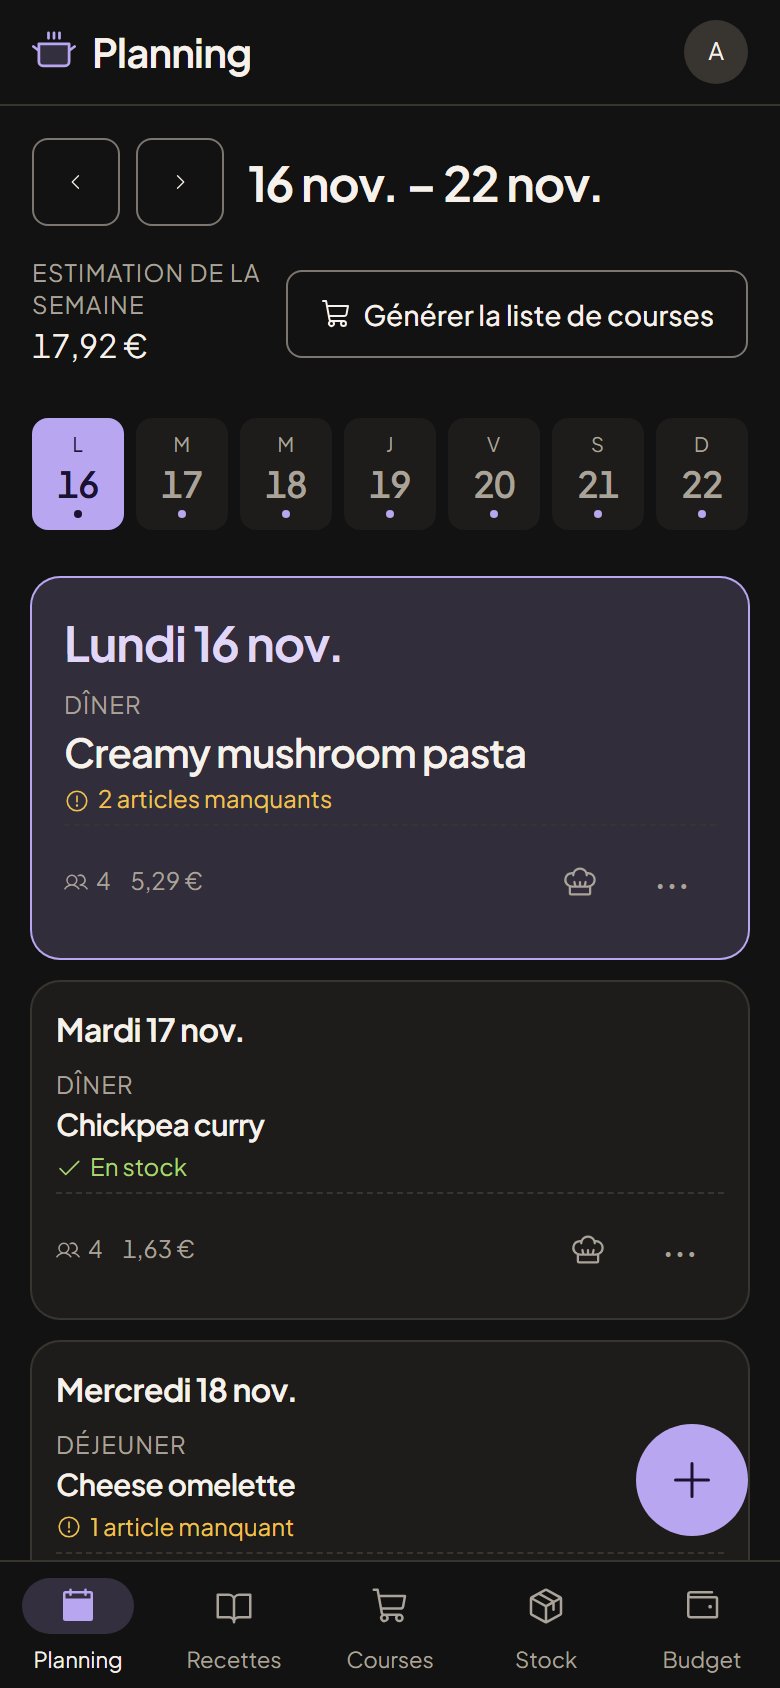 Planning
A
16 nov. – 22 nov.
ESTIMATION DE LA
SEMAINE
17,92 €
Générer la liste de courses
L
16
M
17
M
18
J
19
V
20
S
21
D
22
Lundi 16 nov.
DÎNER
Creamy mushroom pasta
2 articles manquants
4 5,29 €
Mardi 17 nov.
DÎNER
Chickpea curry
En stock
4 1,63 €
Mercredi 18 nov.
DÉJEUNER
Cheese omelette
1 article manquant
Planning
Recettes
Courses
Stock
Budget